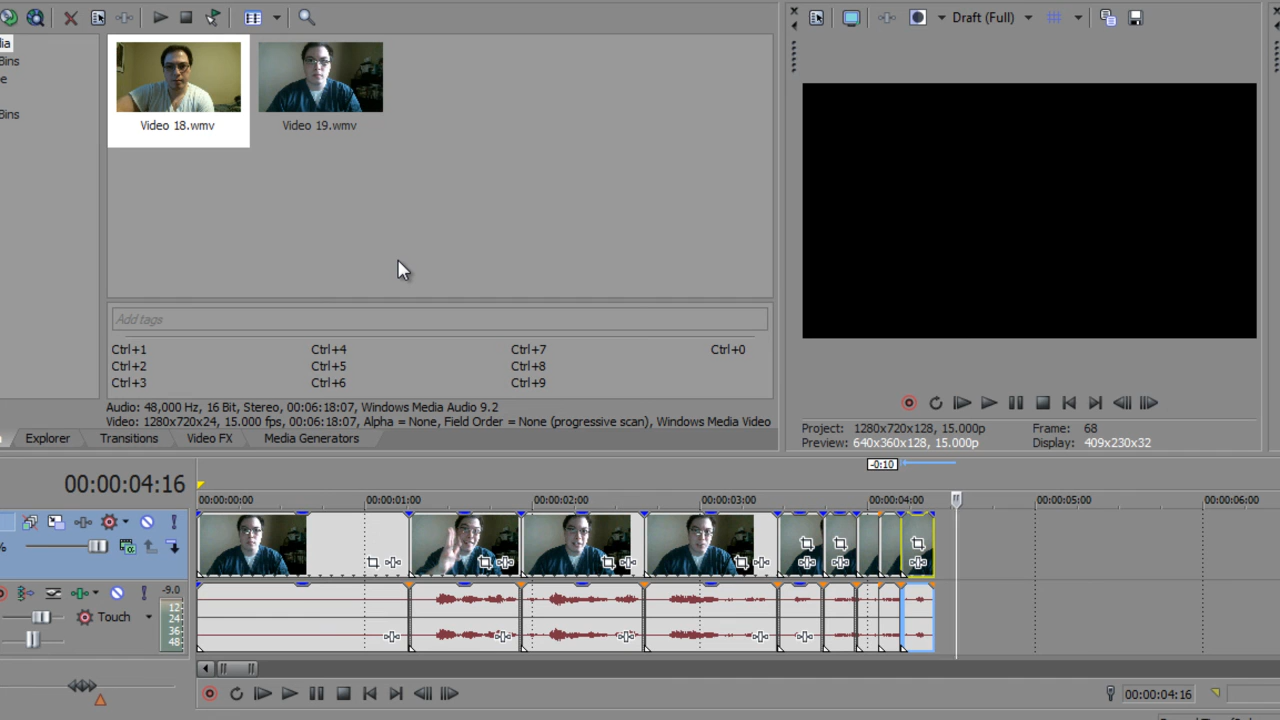 Draft (Full)
ia
Bins
e
Bins
Video 18.wmv
Video 19.wmv
Add tags
Ctrl+1 Ctrl+4 Ctrl+7 Ctrl+0
Ctrl+2 Ctrl+5 Ctrl+8
Ctrl+3 Ctrl+6 Ctrl+9
Audio: 48,000 Hz, 16 Bit, Stereo, 00:06:18:07, Windows Media Audio 9.2
Video: 1280x720x24, 15.000 fps, 00:06:18:07, Alpha = None, Field Order = None (progressive scan), Windows Media Video
Explorer Transitions Video FX Media Generators
Project: 1280x720x128, 15.000p Frame: 68
Preview: 640x360x128, 15.000p Display: 409x230x32
-0:10
00:00:04:16
00:00:00:00 00:00:01:00 00:00:02:00 00:00:03:00 00:00:04:00 00:00:05:00 00:00:06:00
%
-9.0
12
24
36
48
Touch
00:00:04:16